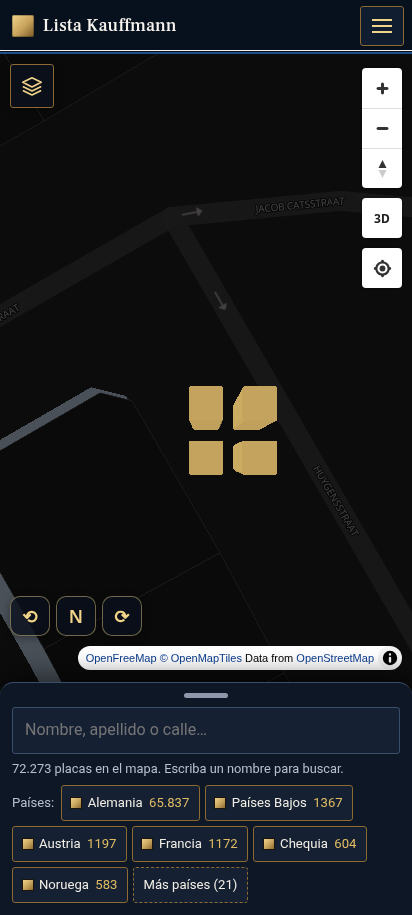 Lista Kauffmann
JACOB CATSSTRAAT
3D
RAAT
HUYGENSSTRAAT
N
OpenFreeMap © OpenMapTiles Data from OpenStreetMap
Nombre, apellido o calle…
72.273 placas en el mapa. Escriba un nombre para buscar.
Países: Alemania 65.837 Países Bajos 1367
Austria 1197 Francia 1172 Chequia 604
Noruega 583 Más países (21)